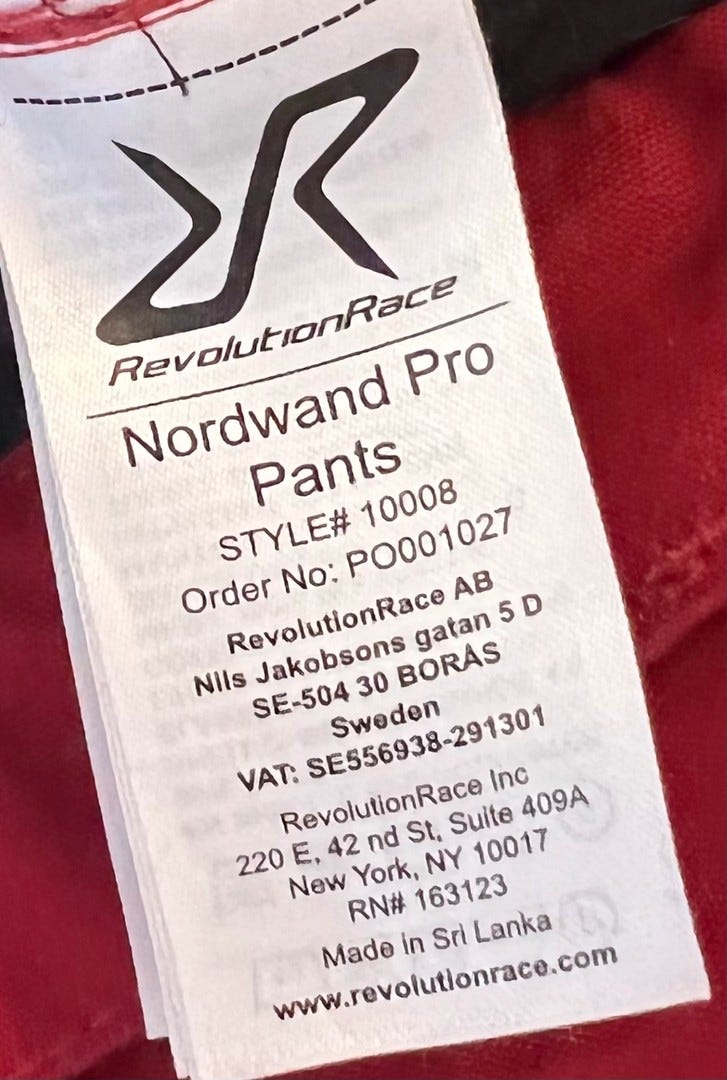 RevolutionRace
Nordwand Pro
Pants
STYLE# 10008
Order No: PO001027
RevolutionRace AB
Nils Jakobsons gatan 5 D
SE-504 30 BORÅS
Sweden
VAT: SE556938-291301
RevolutionRace Inc
220 E, 42 nd St, Suite 409A
New York, NY 10017
RN# 163123
Made in Sri Lanka
www.revolutionrace.com